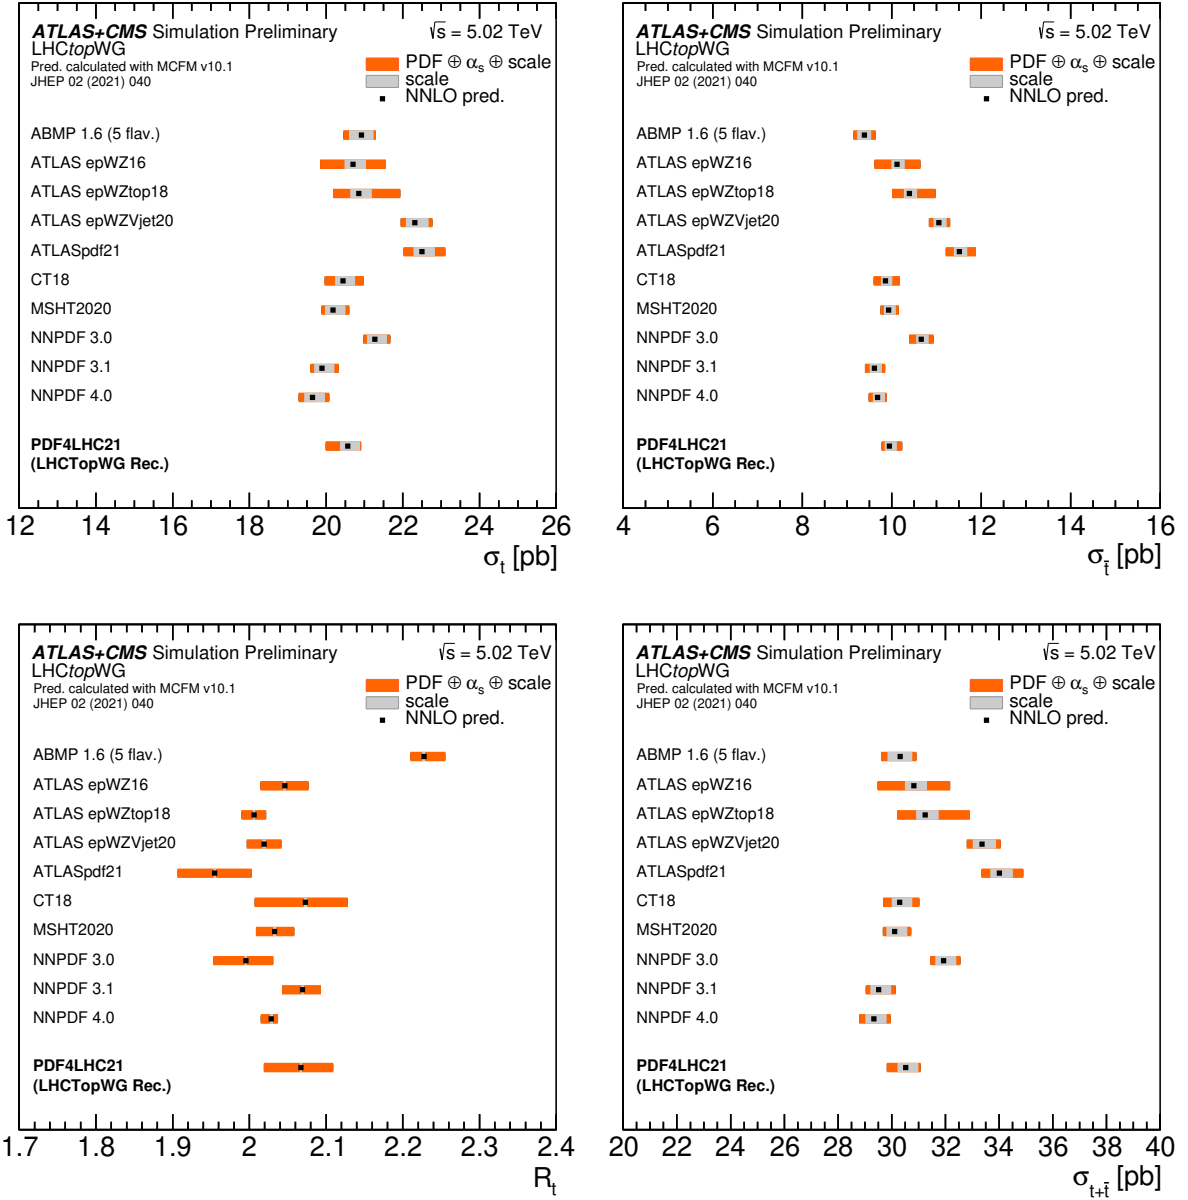 ATLAS+CMS Simulation Preliminary
√s = 5.02 TeV
LHCtopWG
Pred. calculated with MCFM v10.1
JHEP 02 (2021) 040
PDF ⊕ αs ⊕ scale
scale
NNLO pred.
ABMP 1.6 (5 flav.)
ATLAS epWZ16
ATLAS epWZtop18
ATLAS epWZVjet20
ATLASpdf21
CT18
MSHT2020
NNPDF 3.0
NNPDF 3.1
NNPDF 4.0
PDF4LHC21
(LHCTopWG Rec.)
12 14 16 18 20 22 24 26
σt [pb]
ATLAS+CMS Simulation Preliminary
√s = 5.02 TeV
LHCtopWG
Pred. calculated with MCFM v10.1
JHEP 02 (2021) 040
PDF ⊕ αs ⊕ scale
scale
NNLO pred.
ABMP 1.6 (5 flav.)
ATLAS epWZ16
ATLAS epWZtop18
ATLAS epWZVjet20
ATLASpdf21
CT18
MSHT2020
NNPDF 3.0
NNPDF 3.1
NNPDF 4.0
PDF4LHC21
(LHCTopWG Rec.)
4 6 8 10 12 14 16
σt̄ [pb]
ATLAS+CMS Simulation Preliminary
√s = 5.02 TeV
LHCtopWG
Pred. calculated with MCFM v10.1
JHEP 02 (2021) 040
PDF ⊕ αs ⊕ scale
scale
NNLO pred.
ABMP 1.6 (5 flav.)
ATLAS epWZ16
ATLAS epWZtop18
ATLAS epWZVjet20
ATLASpdf21
CT18
MSHT2020
NNPDF 3.0
NNPDF 3.1
NNPDF 4.0
PDF4LHC21
(LHCTopWG Rec.)
1.7 1.8 1.9 2 2.1 2.2 2.3 2.4
Rt
ATLAS+CMS Simulation Preliminary
√s = 5.02 TeV
LHCtopWG
Pred. calculated with MCFM v10.1
JHEP 02 (2021) 040
PDF ⊕ αs ⊕ scale
scale
NNLO pred.
ABMP 1.6 (5 flav.)
ATLAS epWZ16
ATLAS epWZtop18
ATLAS epWZVjet20
ATLASpdf21
CT18
MSHT2020
NNPDF 3.0
NNPDF 3.1
NNPDF 4.0
PDF4LHC21
(LHCTopWG Rec.)
20 22 24 26 28 30 32 34 36 38 40
σt+t̄ [pb]